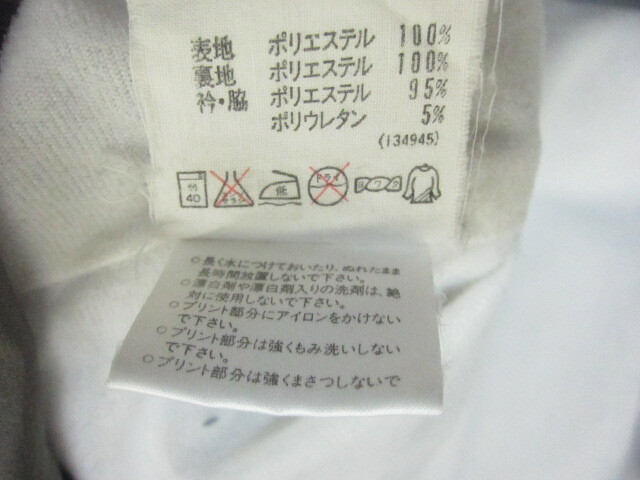 表地 ポリエステル 100%
裏地 ポリエステル 100%
衿・脇 ポリエステル 95%
ポリウレタン 5%
(134945)
40 低 ドライ
○長く水につけておいたり、ぬれたまま
長時間放置しないで下さい。
○漂白剤や漂白剤入りの洗剤は、絶
対に使用しないで下さい。
○プリント部分にアイロンをかけない
で下さい。
○プリント部分は強くもみ洗いしない
で下さい。
○プリント部分は強くまさつしないで